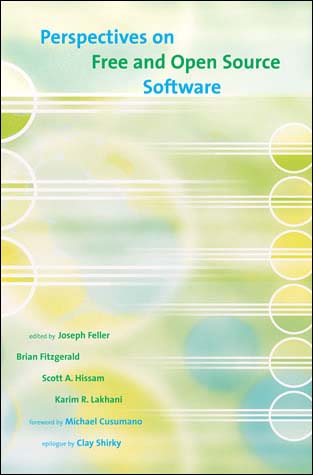 Perspectives on
Free and Open Source
Software
edited by Joseph Feller
Brian Fitzgerald
Scott A. Hissam
Karim R. Lakhani
foreword by Michael Cusumano
epilogue by Clay Shirky